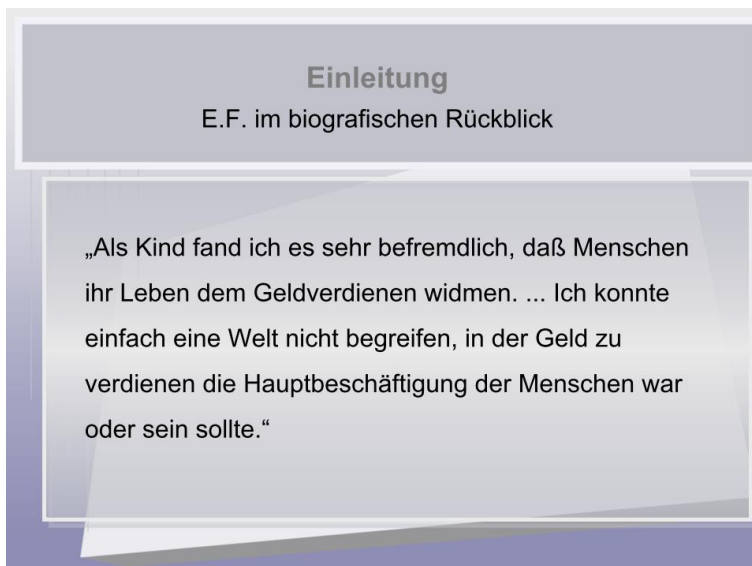 Einleitung
E.F. im biografischen Rückblick
„Als Kind fand ich es sehr befremdlich, daß Menschen
ihr Leben dem Geldverdienen widmen. ... Ich konnte
einfach eine Welt nicht begreifen, in der Geld zu
verdienen die Hauptbeschäftigung der Menschen war
oder sein sollte.“